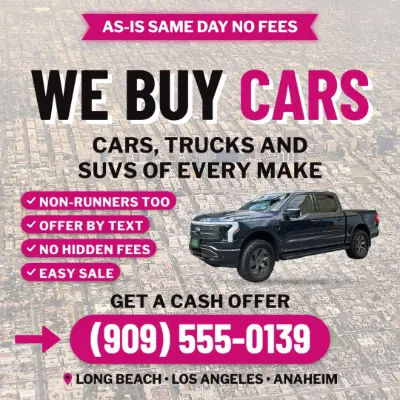 AS-IS SAME DAY NO FEES
WE BUY CARS
CARS, TRUCKS AND
SUVS OF EVERY MAKE
NON-RUNNERS TOO
OFFER BY TEXT
NO HIDDEN FEES
EASY SALE
GET A CASH OFFER
(909) 555-0139
LONG BEACH • LOS ANGELES • ANAHEIM